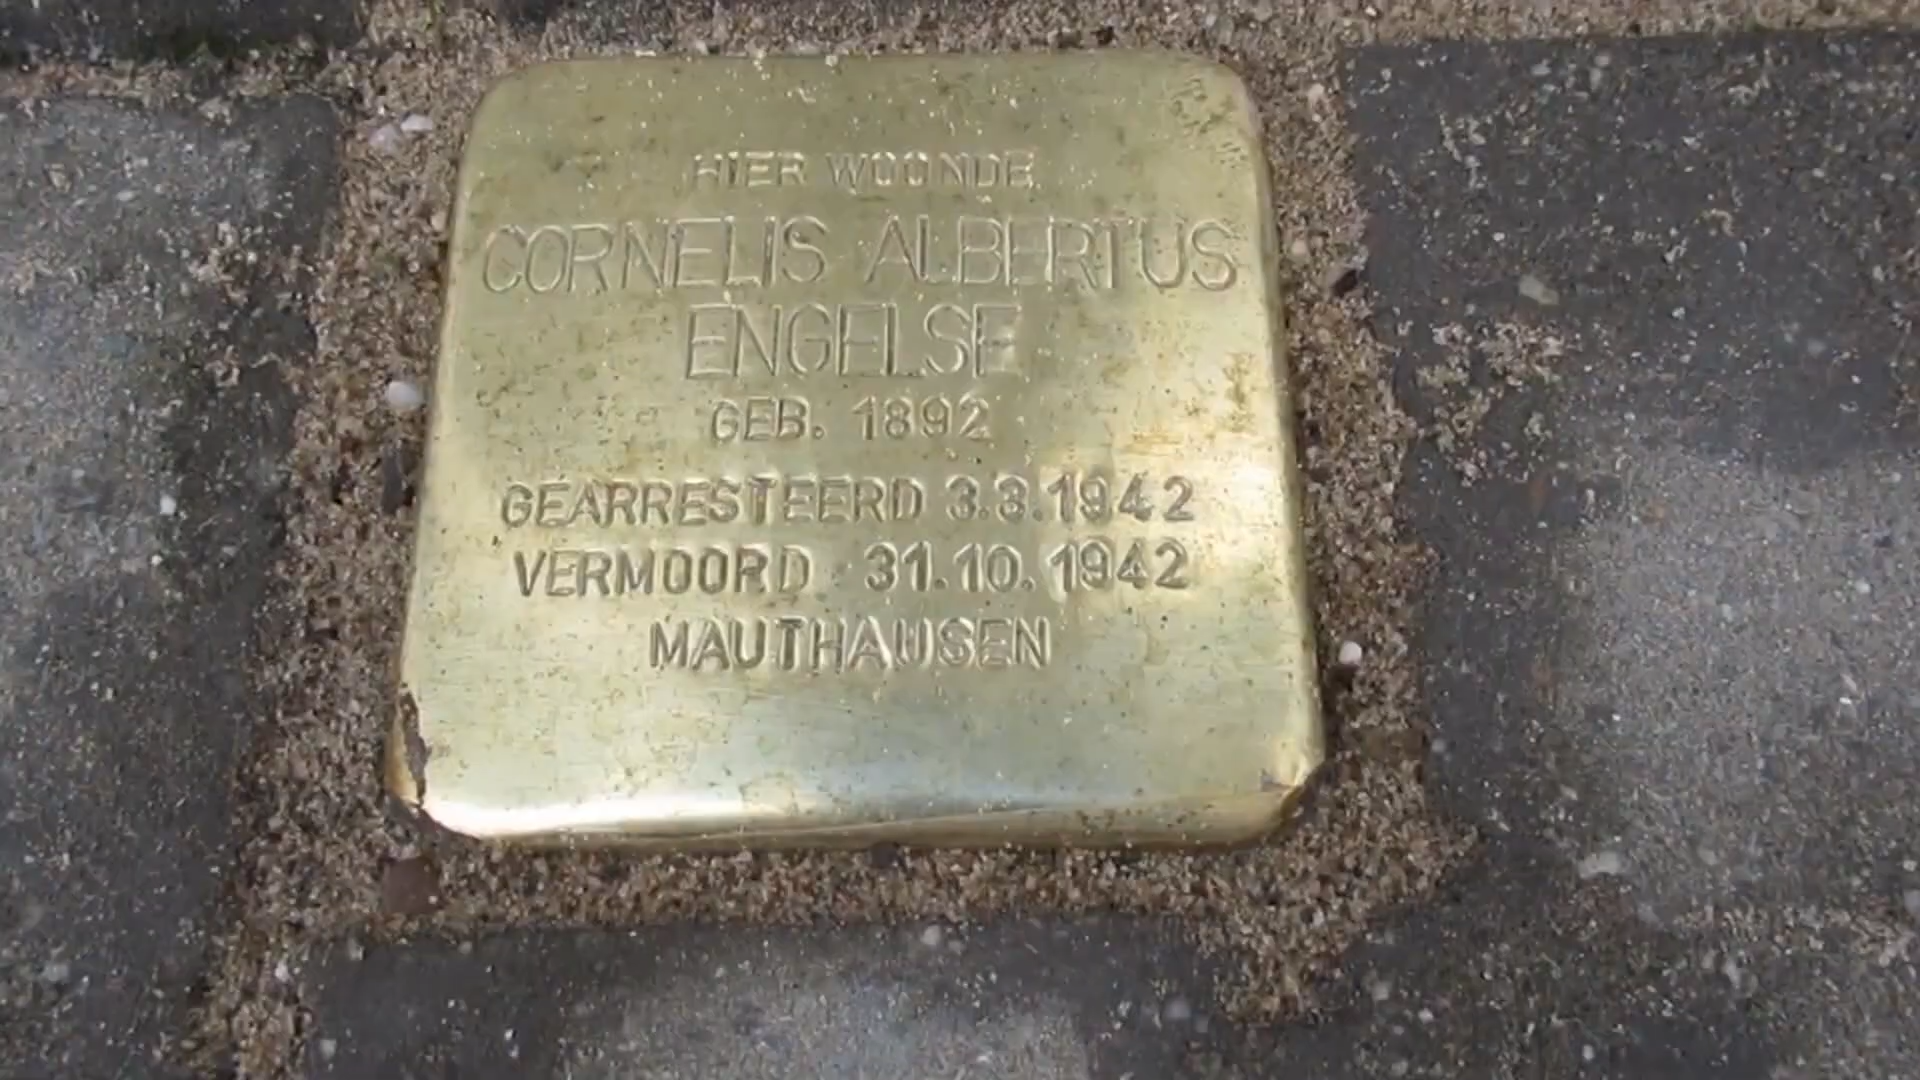 HIER WOONDE
CORNELIS ALBERTUS
ENGELSE
GEB. 1892
GEARRESTEERD 3.3.1942
VERMOORD 31.10.1942
MAUTHAUSEN